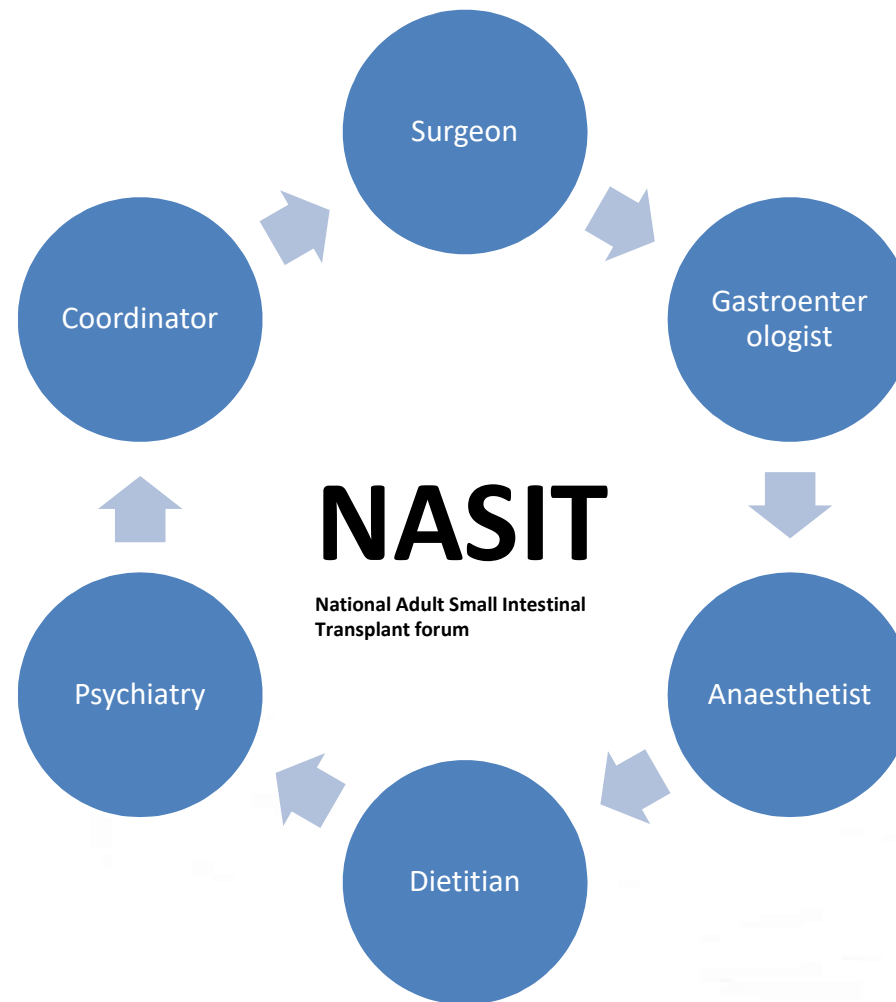 Surgeon
Gastroenter
ologist
Anaesthetist
Dietitian
Psychiatry
Coordinator
NASIT
National Adult Small Intestinal
Transplant forum